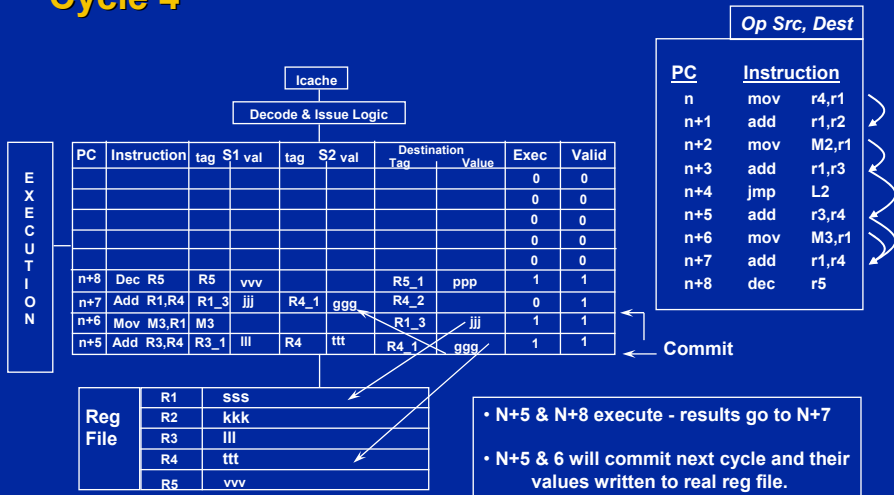 Cycle 4
Op Src, Dest
PC Instruction
n mov r4,r1
n+1 add r1,r2
n+2 mov M2,r1
n+3 add r1,r3
n+4 jmp L2
n+5 add r3,r4
n+6 mov M3,r1
n+7 add r1,r4
n+8 dec r5
Icache
Decode & Issue Logic
EXECUTION
PC Instruction tag S1 val tag S2 val Destination Tag Value Exec Valid
0 0
0 0
0 0
0 0
0 0
n+8 Dec R5 R5 vvv R5_1 ppp 1 1
n+7 Add R1,R4 R1_3 jjj R4_1 ggg R4_2 0 1
n+6 Mov M3,R1 M3 R1_3 jjj 1 1
n+5 Add R3,R4 R3_1 lll R4 ttt R4_1 ggg 1 1
Commit
Reg File
R1 sss
R2 kkk
R3 lll
R4 ttt
R5 vvv
• N+5 & N+8 execute - results go to N+7
• N+5 & 6 will commit next cycle and their
values written to real reg file.